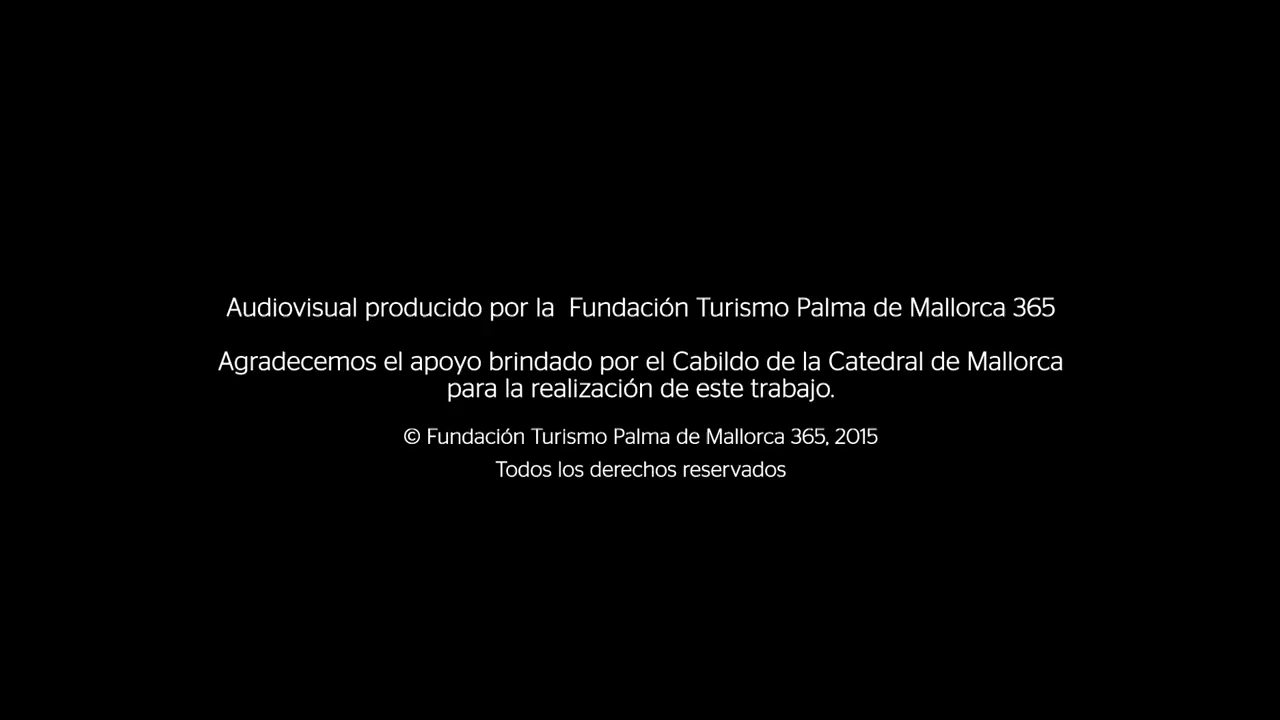 Audiovisual producido por la Fundación Turismo Palma de Mallorca 365
Agradecemos el apoyo brindado por el Cabildo de la Catedral de Mallorca
para la realización de este trabajo.
© Fundación Turismo Palma de Mallorca 365, 2015
Todos los derechos reservados